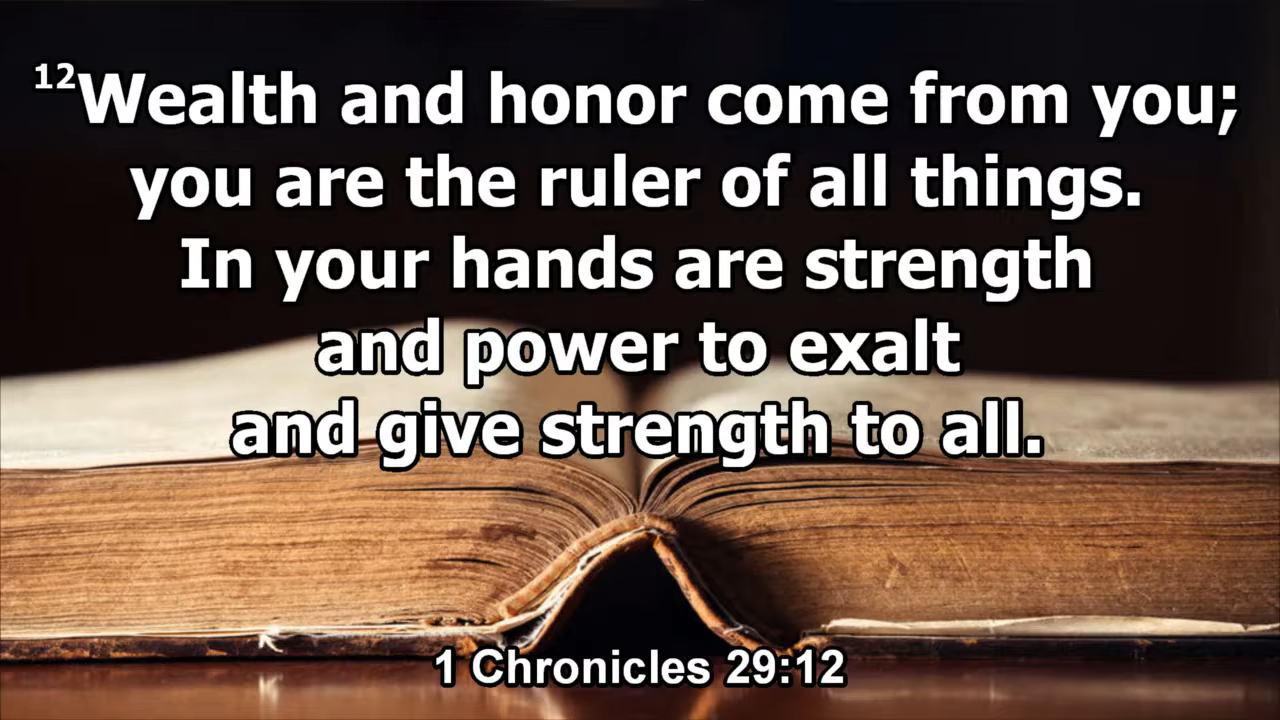 12Wealth and honor come from you;
you are the ruler of all things.
In your hands are strength
and power to exalt
and give strength to all.
1 Chronicles 29:12